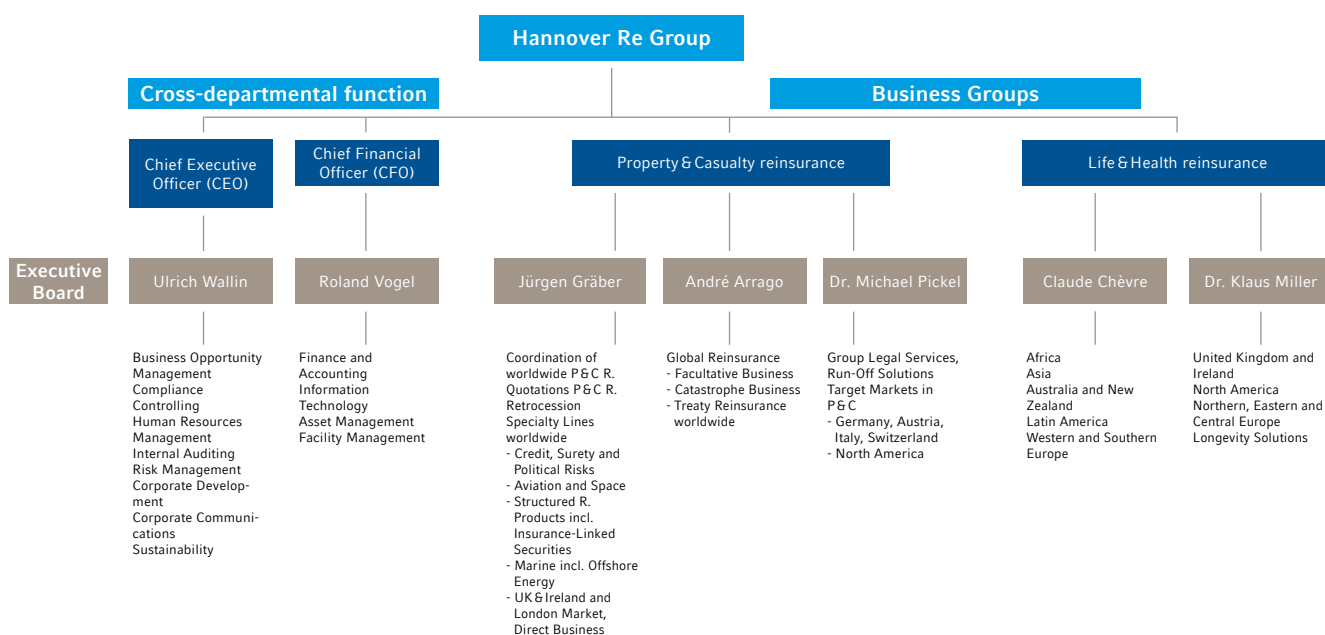 Hannover Re Group
Cross-departmental function
Business Groups
Chief Executive
Officer (CEO)
Chief Financial
Officer (CFO)
Property & Casualty reinsurance
Life & Health reinsurance
Executive
Board
Ulrich Wallin
Roland Vogel
Jürgen Gräber
André Arrago
Dr. Michael Pickel
Claude Chèvre
Dr. Klaus Miller
Business Opportunity
Management
Compliance
Controlling
Human Resources
Management
Internal Auditing
Risk Management
Corporate Develop-
ment
Corporate Communi-
cations
Sustainability
Finance and
Accounting
Information
Technology
Asset Management
Facility Management
Coordination of
worldwide P & C R.
Quotations P & C R.
Retrocession
Specialty Lines
worldwide
- Credit, Surety and
Political Risks
- Aviation and Space
- Structured R.
Products incl.
Insurance-Linked
Securities
- Marine incl. Offshore
Energy
- UK & Ireland and
London Market,
Direct Business
Global Reinsurance
- Facultative Business
- Catastrophe Business
- Treaty Reinsurance
worldwide
Group Legal Services,
Run-Off Solutions
Target Markets in
P & C
- Germany, Austria,
Italy, Switzerland
- North America
Africa
Asia
Australia and New
Zealand
Latin America
Western and Southern
Europe
United Kingdom and
Ireland
North America
Northern, Eastern and
Central Europe
Longevity Solutions